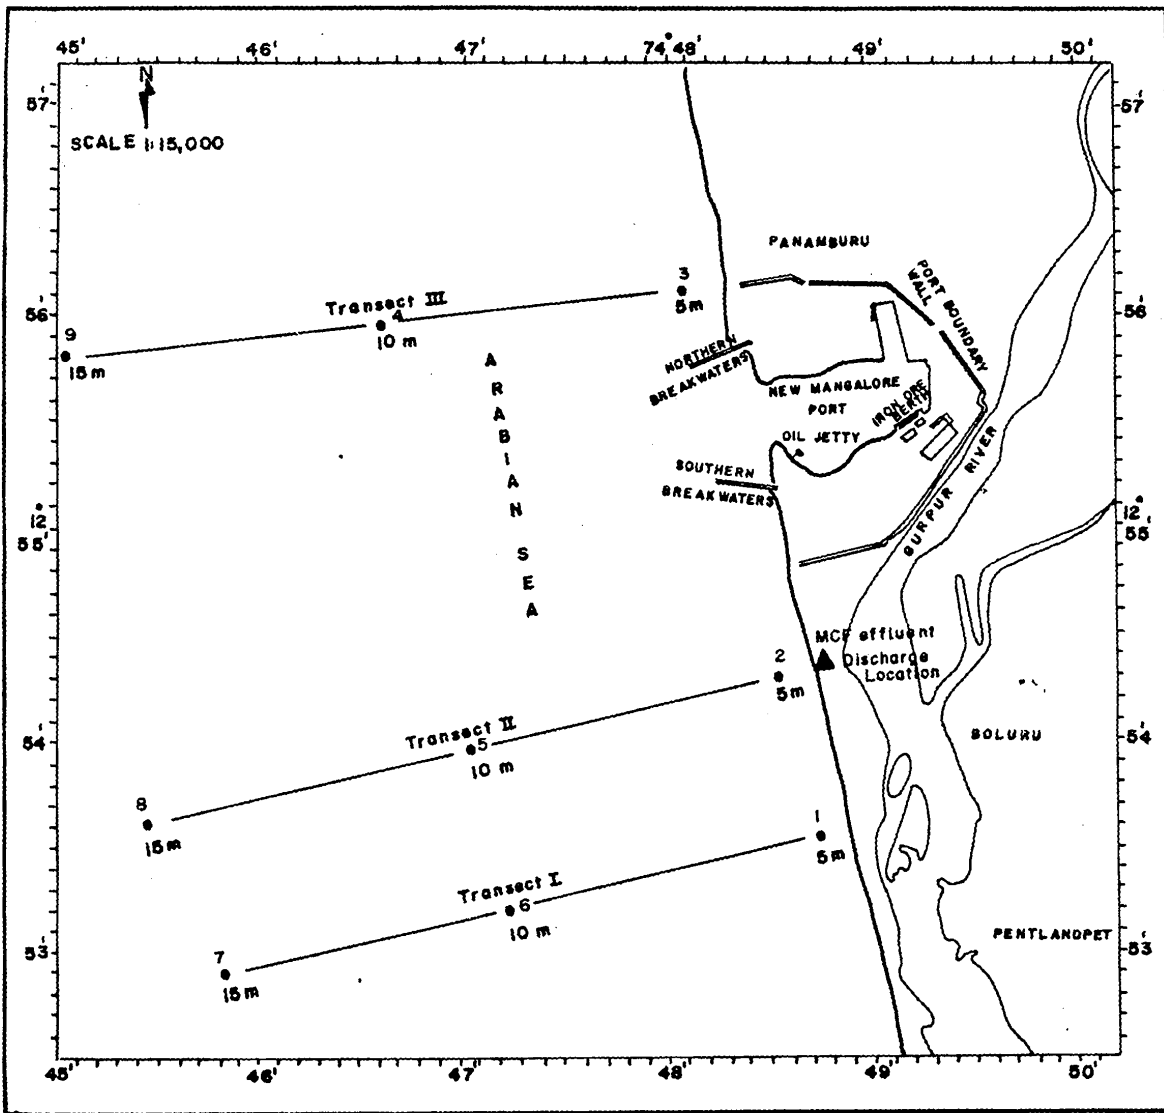 45' 46' 47' 74°48' 49' 50'
57' 57'
N
SCALE 1:15,000
PANAMBURU
PORT BOUNDARY
WALL
3
5m
Transect III
4
10 m
9
15m
56' 56'
NORTHERN
BREAKWATERS
NEW MANGALORE
PORT
IRON ORE
BERTH
OIL JETTY
ARABIAN SEA
SOUTHERN
BREAKWATERS
GURPUR RIVER
12°
55'
12°
55'
MCF effluent
Discharge
Location
2
5m
Transect II
5
10 m
8
15m
54' 54'
BOLURU
1
5m
Transect I
6
10 m
7
15m
53' 53'
PENTLANDPET
45' 46' 47' 48' 49' 50'